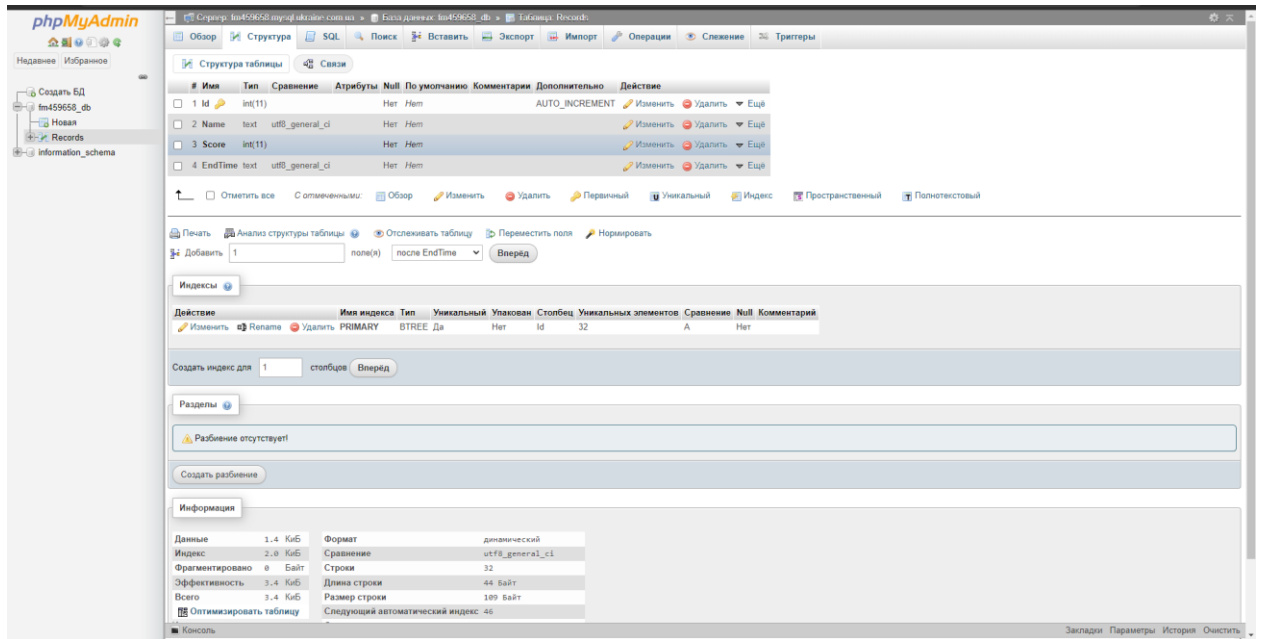 phpMyAdmin
Недавнее Избранное
Создать БД
fm459658_db
Новая
Records
information_schema
Сервер: fm459658.mysql.ukraine.com.ua » База данных: fm459658_db » Таблица: Records
Обзор Структура SQL Поиск Вставить Экспорт Импорт Операции Слежение Триггеры
Структура таблицы Связи
# Имя Тип Сравнение Атрибуты Null По умолчанию Комментарии Дополнительно Действие
1 Id int(11) Нет Нет AUTO_INCREMENT Изменить Удалить Ещё
2 Name text utf8_general_ci Нет Нет Изменить Удалить Ещё
3 Score int(11) Нет Нет Изменить Удалить Ещё
4 EndTime text utf8_general_ci Нет Нет Изменить Удалить Ещё
Отметить все С отмеченными: Обзор Изменить Удалить Первичный Уникальный Индекс Пространственный Полнотекстовый
Печать Анализ структуры таблицы Отслеживать таблицу Переместить поля Нормировать
Добавить 1 поле(я) после EndTime Вперёд
Индексы
Действие Имя индекса Тип Уникальный Упакован Столбец Уникальных элементов Сравнение Null Комментарий
Изменить Rename Удалить PRIMARY BTREE Да Нет Id 32 A Нет
Создать индекс для 1 столбцов Вперёд
Разделы
Разбиение отсутствует!
Создать разбиение
Информация
Данные 1.4 КиБ Формат динамический
Индекс 2.0 КиБ Сравнение utf8_general_ci
Фрагментировано 0 Байт Строки 32
Эффективность 3.4 КиБ Длина строки 44 Байт
Всего 3.4 КиБ Размер строки 109 Байт
Оптимизировать таблицу Следующий автоматический индекс 46
Консоль Закладки Параметры История Очистить